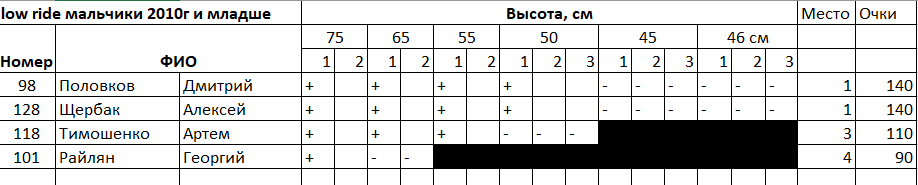 low ride мальчики 2010г и младше Высота, см Место Очки
75 65 55 50 45 46 см
Номер ФИО 1 2 1 2 1 2 1 2 3 1 2 3 1 2 3
98 Половков Дмитрий + + + + - - - - - - 1 140
128 Щербак Алексей + + + + - - - - - - 1 140
118 Тимошенко Артем + + + - - - 3 110
101 Райлян Георгий + - - 4 90